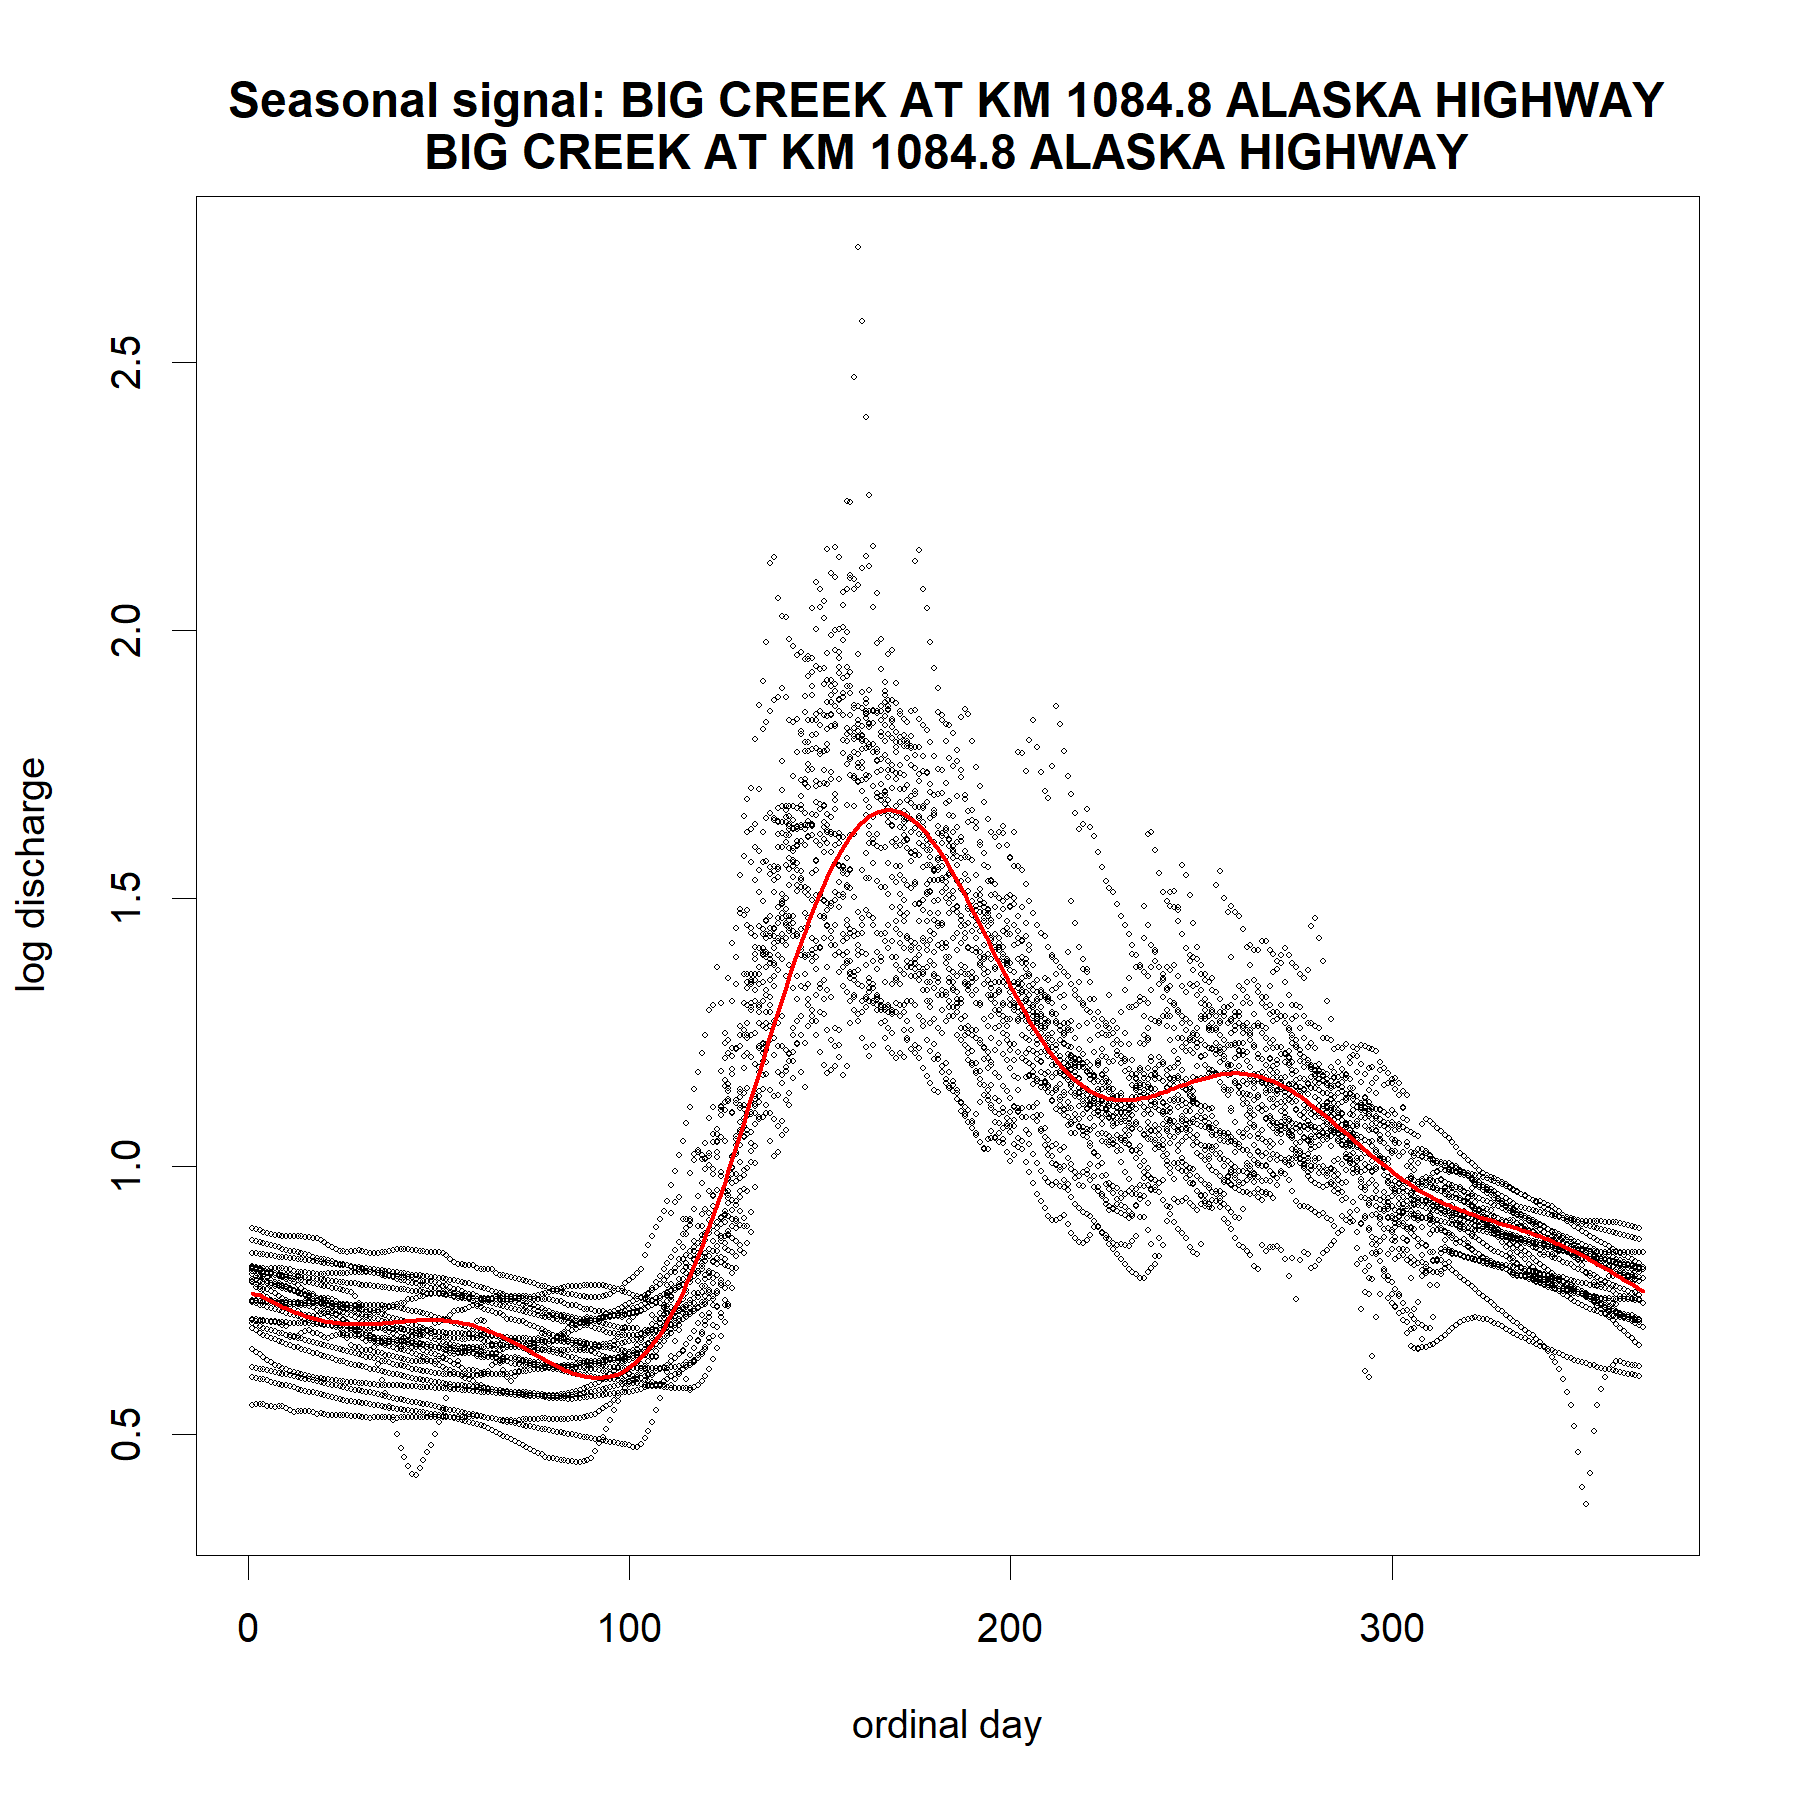 Seasonal signal: BIG CREEK AT KM 1084.8 ALASKA HIGHWAY
BIG CREEK AT KM 1084.8 ALASKA HIGHWAY
log discharge
2.5
2.0
1.5
1.0
0.5
0 100 200 300
ordinal day